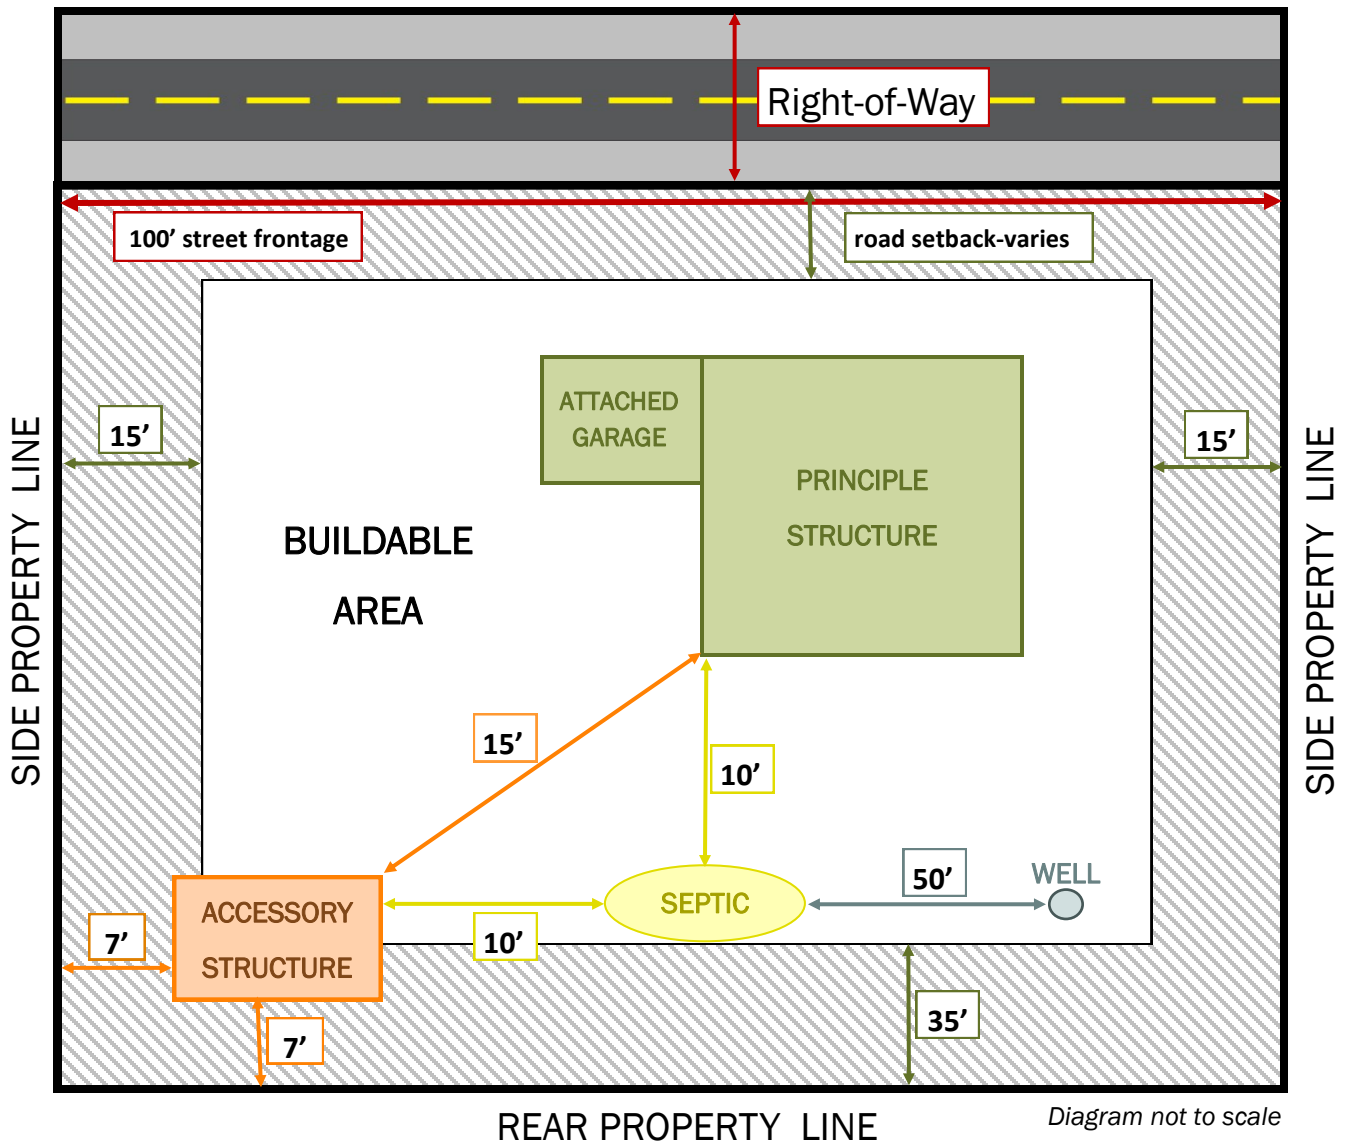 Right-of-Way
100’ street frontage
road setback-varies
ATTACHED
GARAGE
15’
15’
PRINCIPLE
STRUCTURE
SIDE PROPERTY LINE
SIDE PROPERTY LINE
BUILDABLE
AREA
15’
10’
WELL
50’
SEPTIC
ACCESSORY
STRUCTURE
7’
10’
35’
7’
REAR PROPERTY LINE
Diagram not to scale